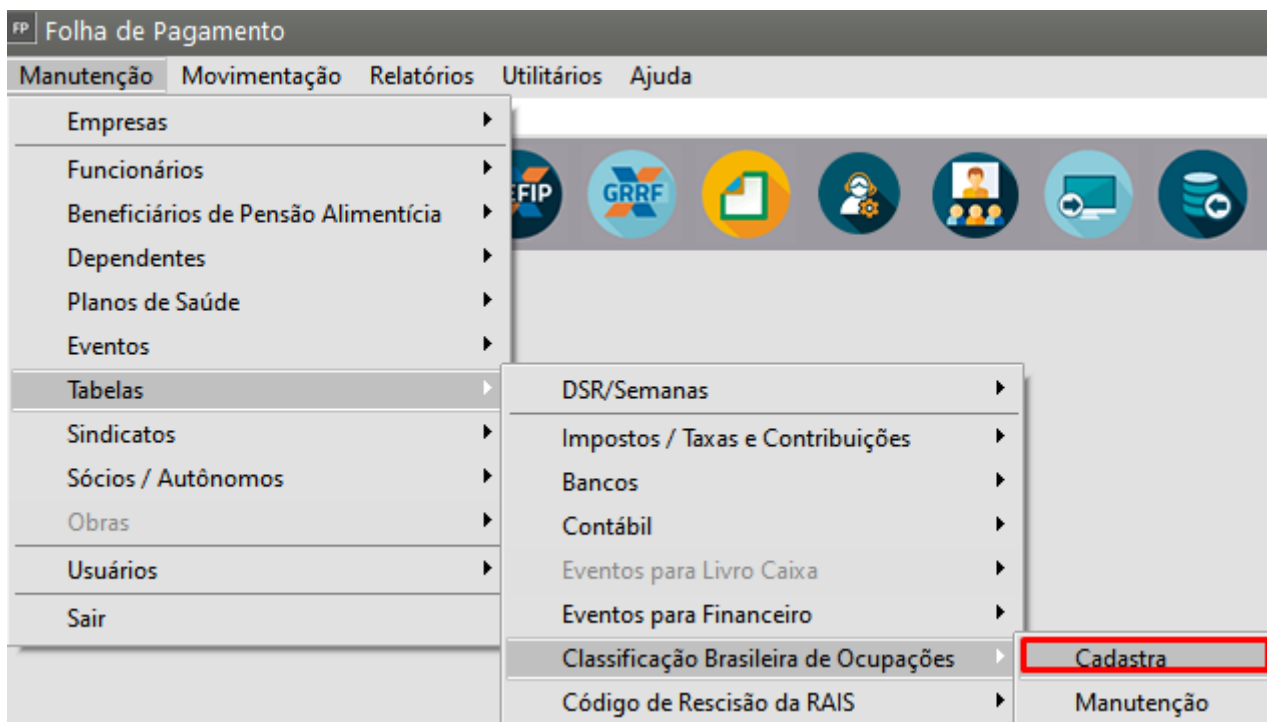 FP Folha de Pagamento
Manutenção Movimentação Relatórios Utilitários Ajuda
Empresas
Funcionários
Beneficiários de Pensão Alimentícia
Dependentes
Planos de Saúde
Eventos
Tabelas
Sindicatos
Sócios / Autônomos
Obras
Usuários
Sair
EFIP
GRRF
DSR/Semanas
Impostos / Taxas e Contribuições
Bancos
Contábil
Eventos para Livro Caixa
Eventos para Financeiro
Classificação Brasileira de Ocupações
Código de Rescisão da RAIS
Cadastra
Manutenção